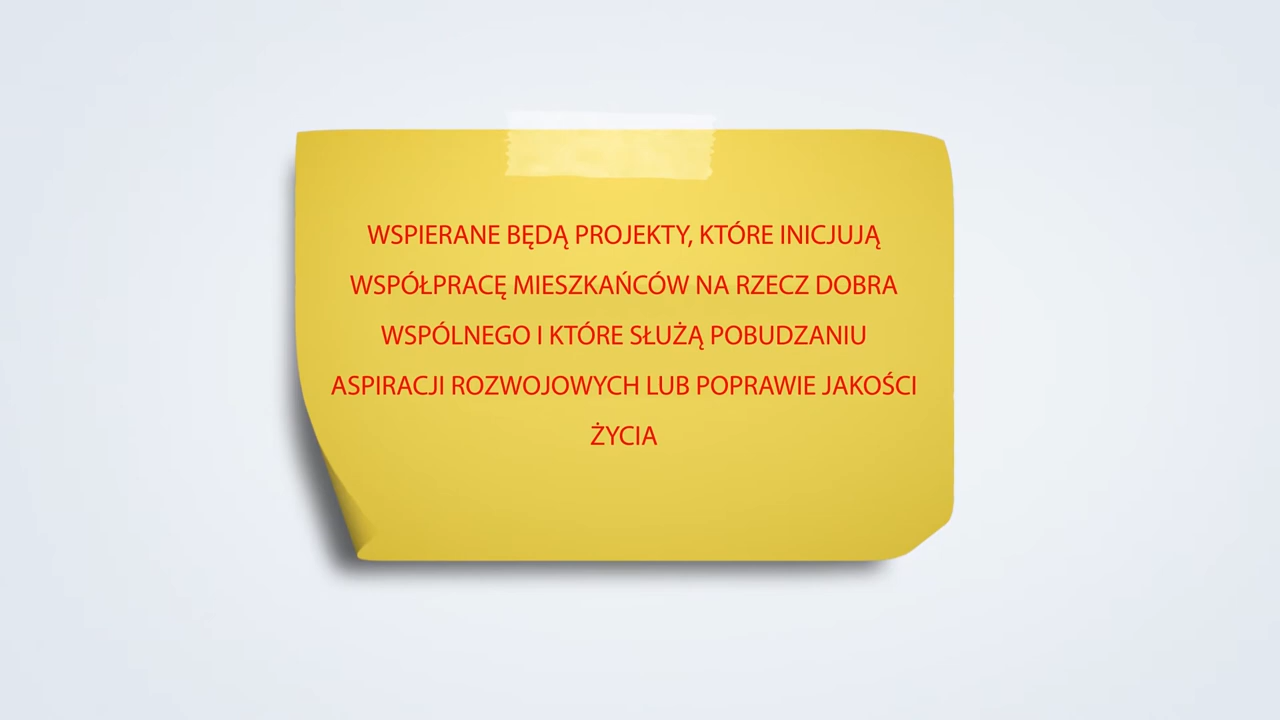 WSPIERANE BĘDĄ PROJEKTY, KTÓRE INICJUJĄ
WSPÓŁPRACĘ MIESZKAŃCÓW NA RZECZ DOBRA
WSPÓLNEGO I KTÓRE SŁUŻĄ POBUDZANIU
ASPIRACJI ROZWOJOWYCH LUB POPRAWIE JAKOŚCI
ŻYCIA